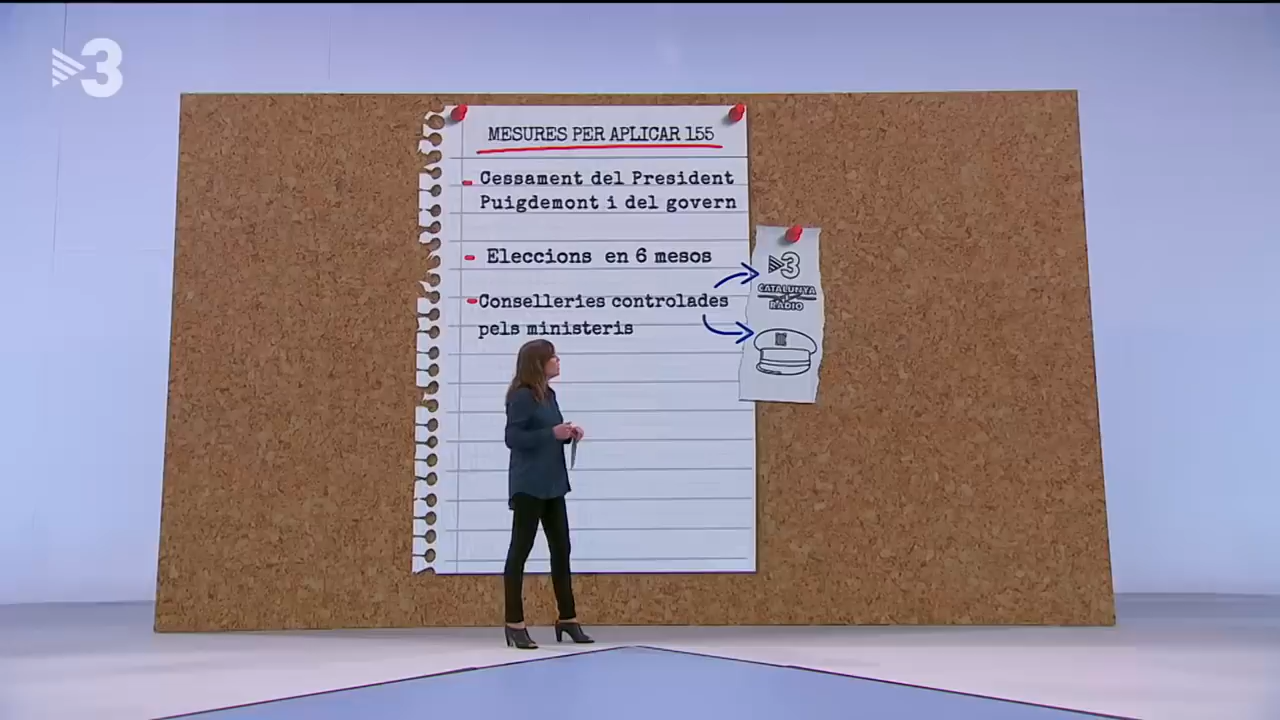 3
MESURES PER APLICAR 155
Cessament del President
Puigdemont i del govern
Eleccions en 6 mesos
Conselleries controlades
pels ministeris
3
CATALUNYA
RÀDIO